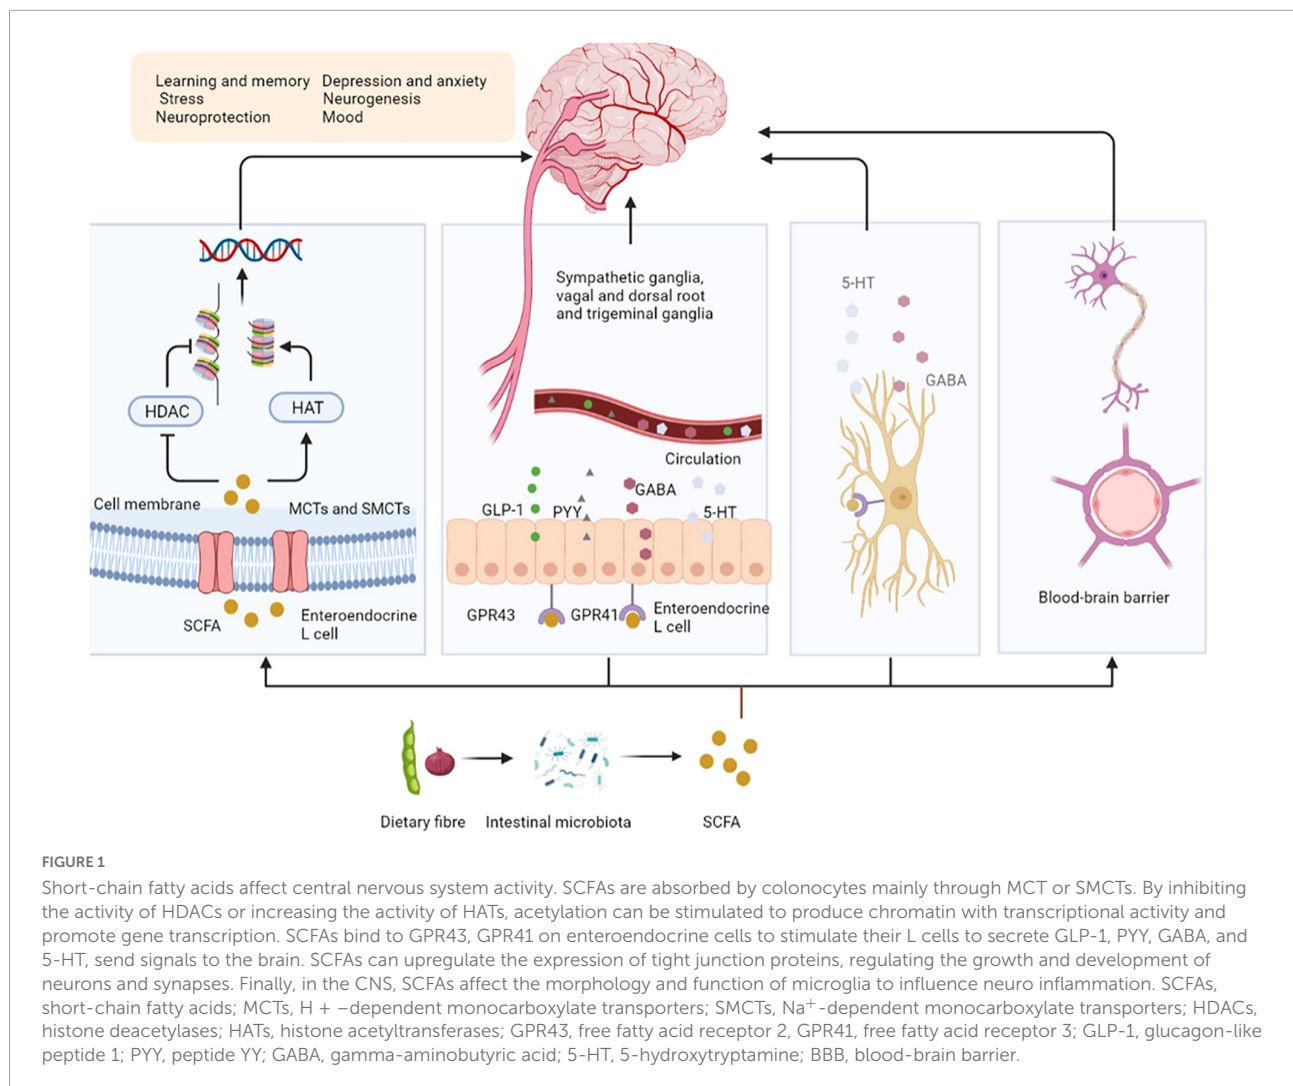 Learning and memory Depression and anxiety
Stress Neurogenesis
Neuroprotection Mood
HDAC
HAT
Cell membrane
MCTs and SMCTs
SCFA
Enteroendocrine
L cell
Sympathetic ganglia,
vagal and dorsal root
and trigeminal ganglia
Circulation
GLP-1
PYY
GABA
5-HT
GPR43
GPR41
Enteroendocrine
L cell
5-HT
GABA
Blood-brain barrier
Dietary fibre
Intestinal microbiota
SCFA
FIGURE 1
Short-chain fatty acids affect central nervous system activity. SCFAs are absorbed by colonocytes mainly through MCT or SMCTs. By inhibiting
the activity of HDACs or increasing the activity of HATs, acetylation can be stimulated to produce chromatin with transcriptional activity and
promote gene transcription. SCFAs bind to GPR43, GPR41 on enteroendocrine cells to stimulate their L cells to secrete GLP-1, PYY, GABA, and
5-HT, send signals to the brain. SCFAs can upregulate the expression of tight junction proteins, regulating the growth and development of
neurons and synapses. Finally, in the CNS, SCFAs affect the morphology and function of microglia to influence neuro inflammation. SCFAs,
short-chain fatty acids; MCTs, H + −dependent monocarboxylate transporters; SMCTs, Na⁺-dependent monocarboxylate transporters; HDACs,
histone deacetylases; HATs, histone acetyltransferases; GPR43, free fatty acid receptor 2, GPR41, free fatty acid receptor 3; GLP-1, glucagon-like
peptide 1; PYY, peptide YY; GABA, gamma-aminobutyric acid; 5-HT, 5-hydroxytryptamine; BBB, blood-brain barrier.